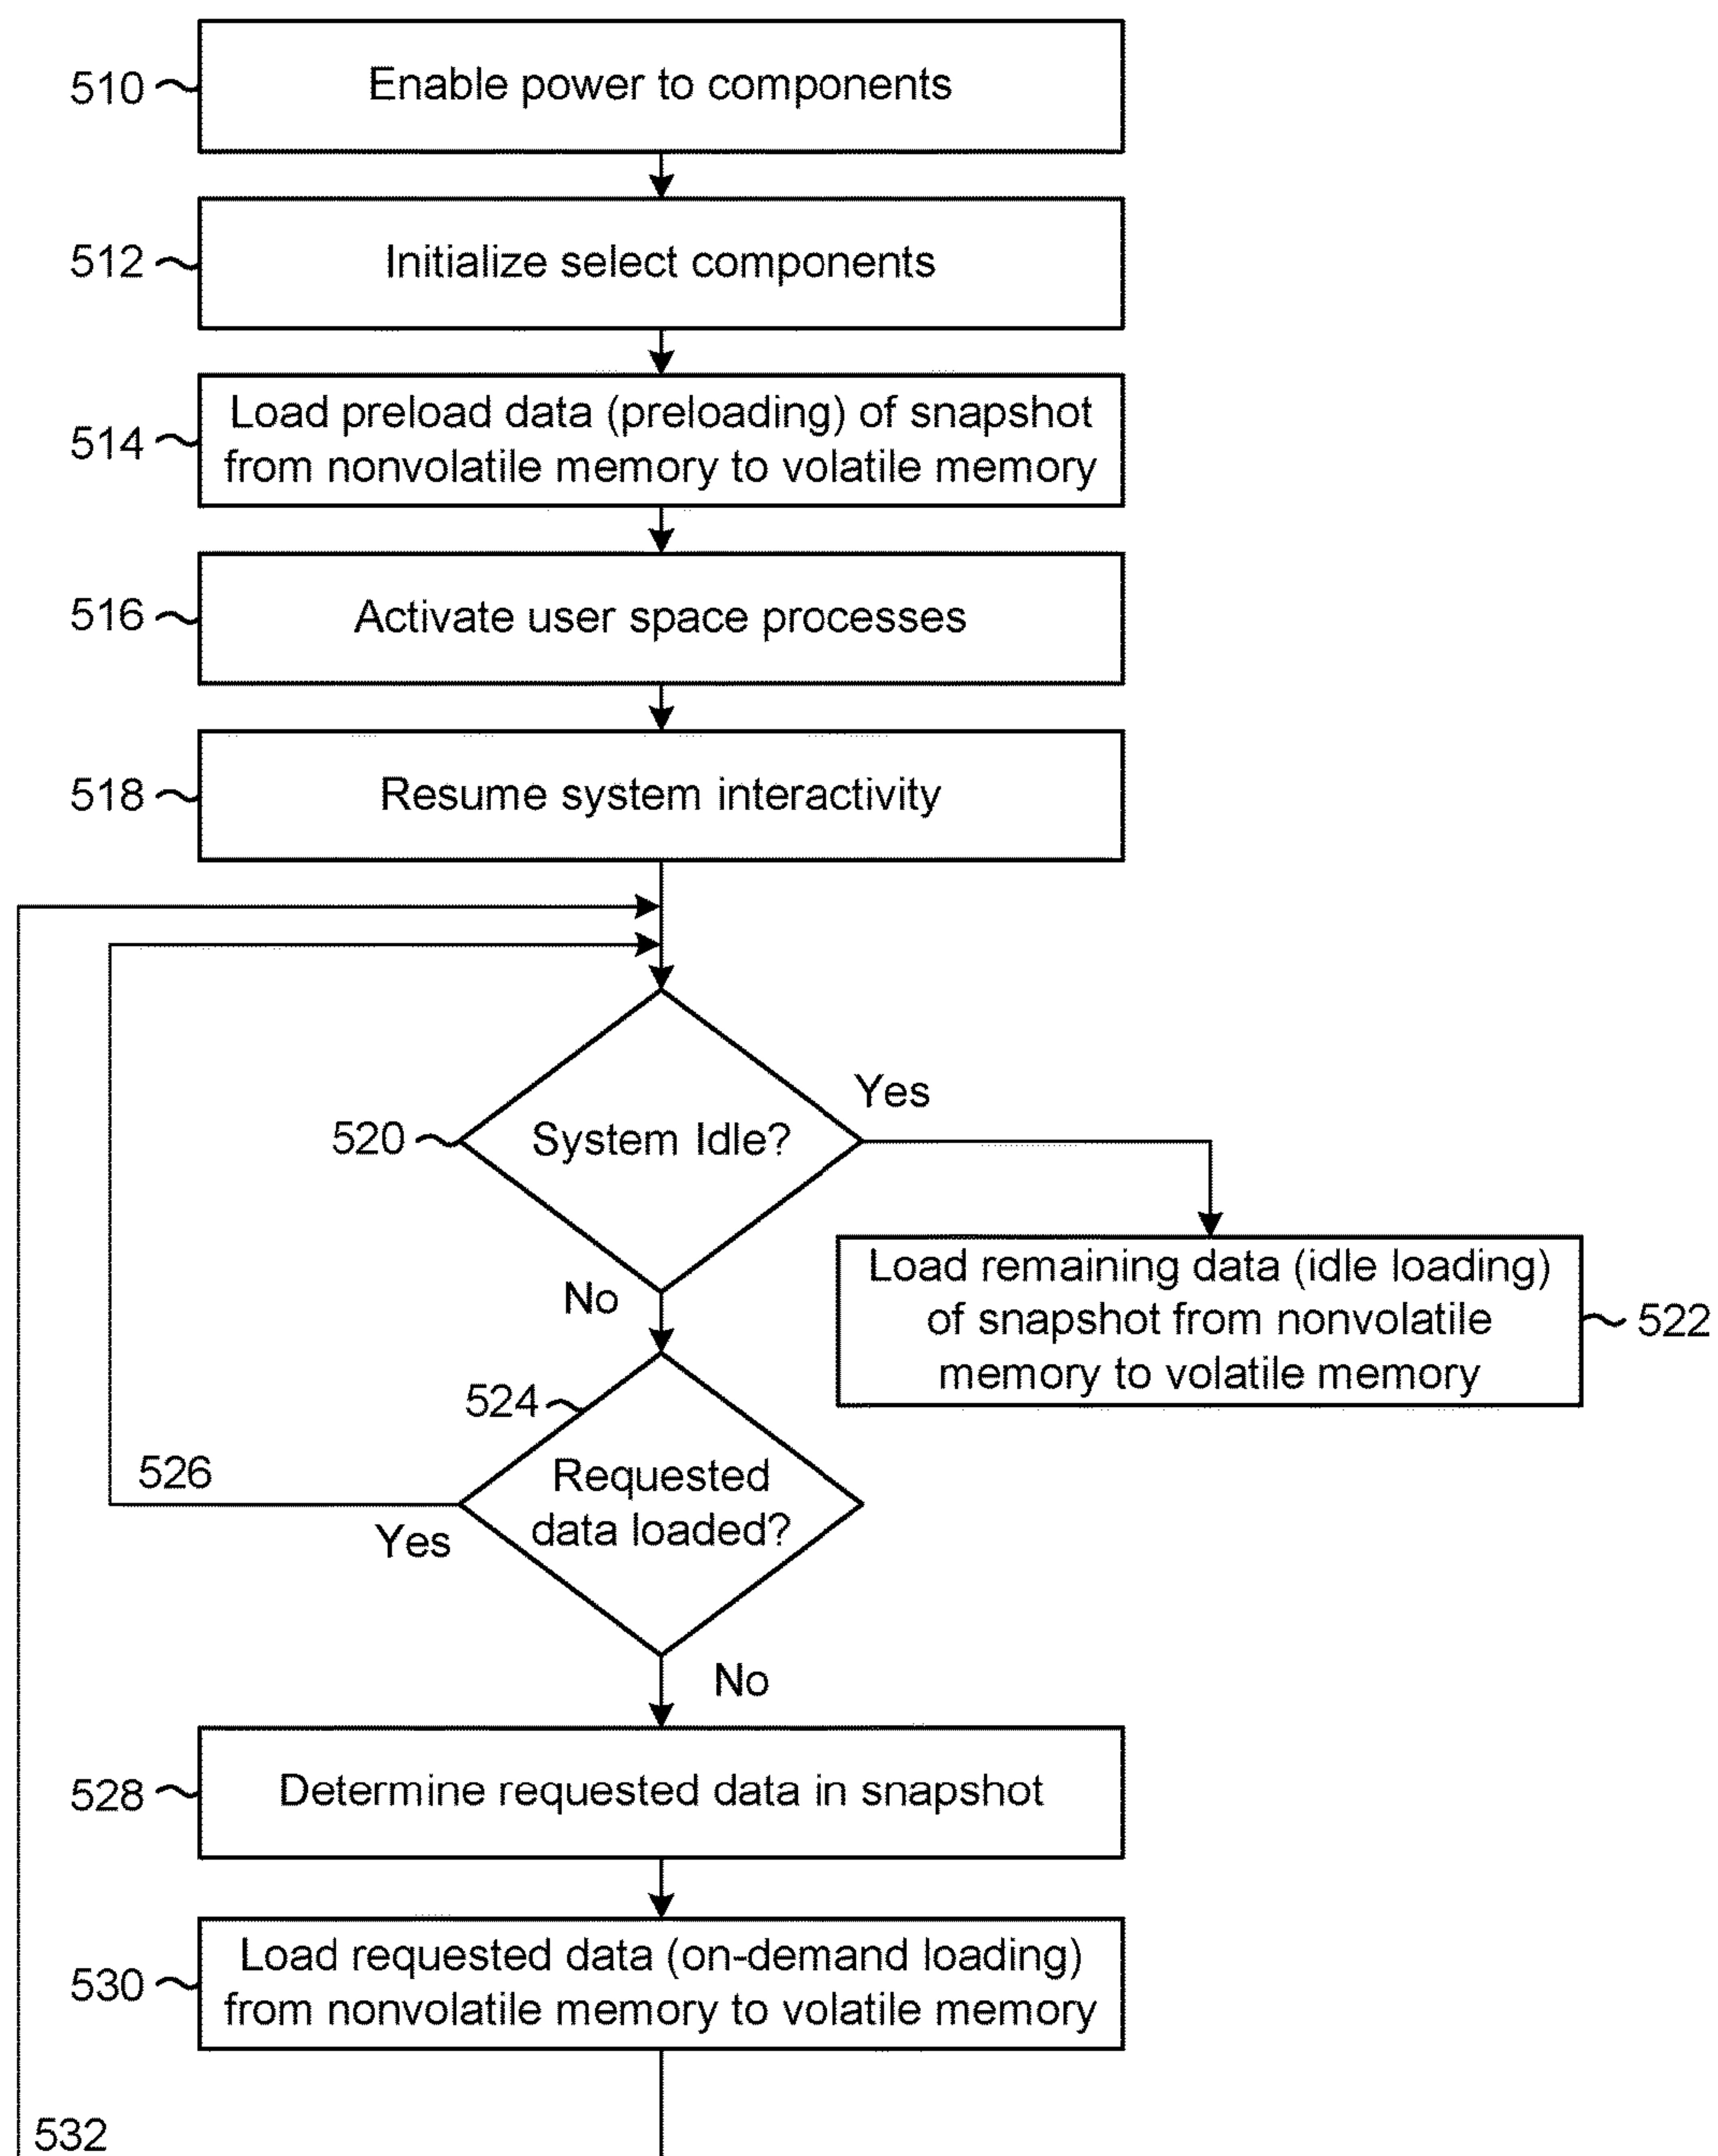 510
Enable power to components
512
Initialize select components
514
Load preload data (preloading) of snapshot
from nonvolatile memory to volatile memory
516
Activate user space processes
518
Resume system interactivity
Yes
520
System Idle?
No
Load remaining data (idle loading)
of snapshot from nonvolatile
memory to volatile memory
522
524
526
Requested
data loaded?
Yes
No
528
Determine requested data in snapshot
530
Load requested data (on-demand loading)
from nonvolatile memory to volatile memory
532